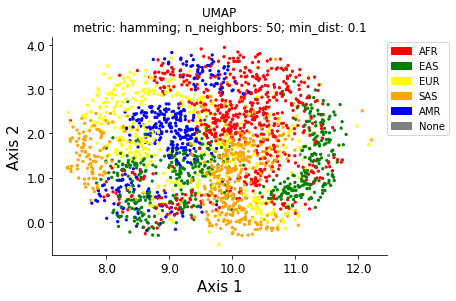 UMAP
metric: hamming; n_neighbors: 50; min_dist: 0.1
4.0
3.0
2.0
1.0
0.0
Axis 2
8.0 9.0 10.0 11.0 12.0
Axis 1
AFR
EAS
EUR
SAS
AMR
None